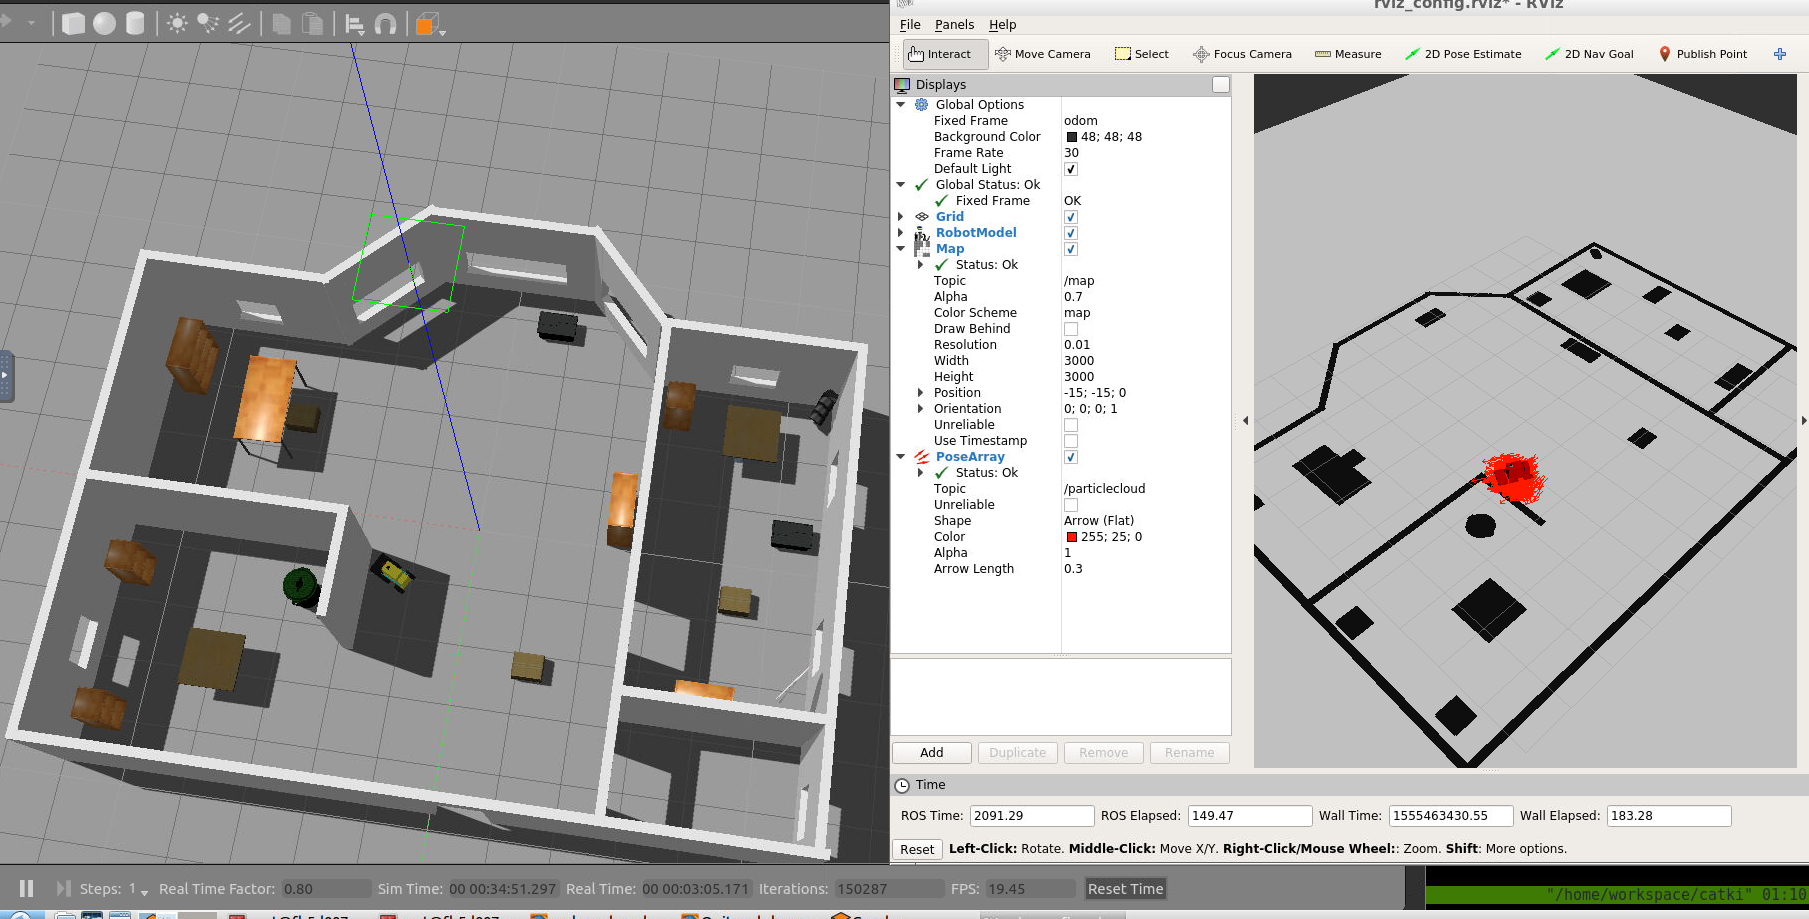 rviz_config.rviz* - RViz
File Panels Help
Interact Move Camera Select Focus Camera Measure 2D Pose Estimate 2D Nav Goal Publish Point
Displays
Global Options
Fixed Frame odom
Background Color 48; 48; 48
Frame Rate 30
Default Light
Global Status: Ok
Fixed Frame OK
Grid
RobotModel
Map
Status: Ok
Topic /map
Alpha 0.7
Color Scheme map
Draw Behind
Resolution 0.01
Width 3000
Height 3000
Position -15; -15; 0
Orientation 0; 0; 0; 1
Unreliable
Use Timestamp
PoseArray
Status: Ok
Topic /particlecloud
Unreliable
Shape Arrow (Flat)
Color 255; 25; 0
Alpha 1
Arrow Length 0.3
Add Duplicate Remove Rename
Time
ROS Time: 2091.29 ROS Elapsed: 149.47 Wall Time: 1555463430.55 Wall Elapsed: 183.28
Reset Left-Click: Rotate. Middle-Click: Move X/Y. Right-Click/Mouse Wheel:: Zoom. Shift: More options.
Steps: 1 Real Time Factor: 0.80 Sim Time: 00 00:34:51.297 Real Time: 00 00:03:05.171 Iterations: 150287 FPS: 19.45 Reset Time
"/home/workspace/catki" 01:10